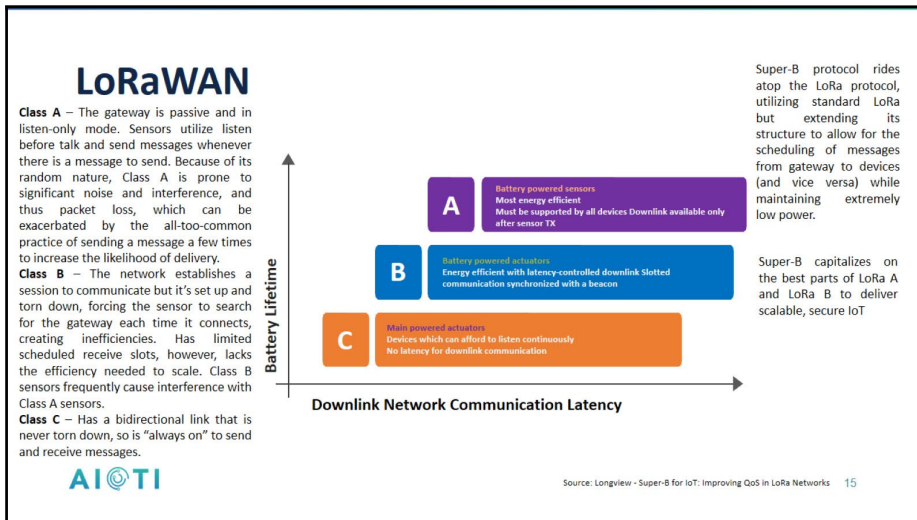 LoRaWAN
Class A – The gateway is passive and in
listen-only mode. Sensors utilize listen
before talk and send messages whenever
there is a message to send. Because of its
random nature, Class A is prone to
significant noise and interference, and
thus packet loss, which can be
exacerbated by the all-too-common
practice of sending a message a few times
to increase the likelihood of delivery.
Class B – The network establishes a
session to communicate but it's set up and
torn down, forcing the sensor to search
for the gateway each time it connects,
creating inefficiencies. Has limited
scheduled receive slots, however, lacks
the efficiency needed to scale. Class B
sensors frequently cause interference with
Class A sensors.
Class C – Has a bidirectional link that is
never torn down, so is "always on" to send
and receive messages.
Battery Lifetime
A
Battery powered sensors
Most energy efficient
Must be supported by all devices Downlink available only
after sensor TX
B
Battery powered actuators
Energy efficient with latency-controlled downlink Slotted
communication synchronized with a beacon
C
Main powered actuators
Devices which can afford to listen continuously
No latency for downlink communication
Downlink Network Communication Latency
Super-B protocol rides
atop the LoRa protocol,
utilizing standard LoRa
but extending its
structure to allow for the
scheduling of messages
from gateway to devices
(and vice versa) while
maintaining extremely
low power.
Super-B capitalizes on
the best parts of LoRa A
and LoRa B to deliver
scalable, secure IoT
AIOTI
Source: Longview - Super-B for IoT: Improving QoS in LoRa Networks 15